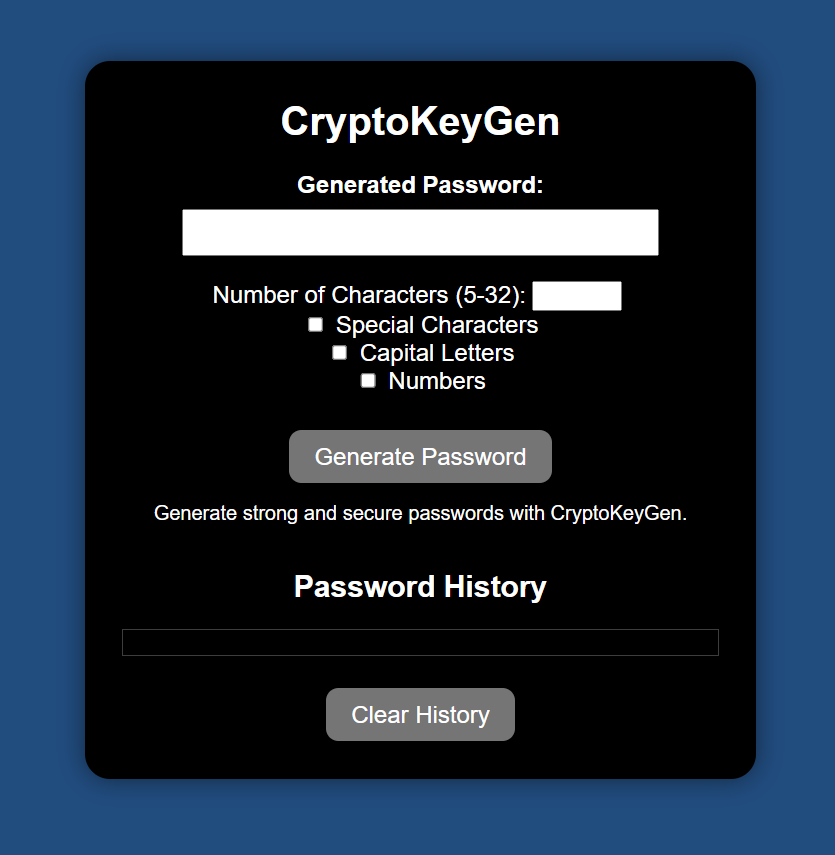 CryptoKeyGen
Generated Password:
Number of Characters (5-32):
Special Characters
Capital Letters
Numbers
Generate Password
Generate strong and secure passwords with CryptoKeyGen.
Password History
Clear History